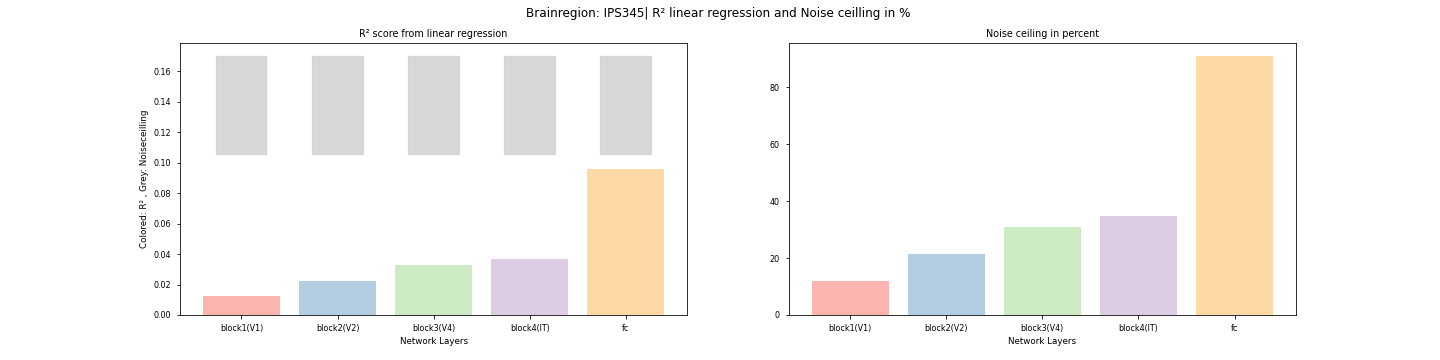 Brainregion: IPS345| R² linear regression and Noise ceilling in %
R² score from linear regression
Colored: R² , Grey: Noiseceilling
0.16
0.14
0.12
0.10
0.08
0.06
0.04
0.02
0.00
block1(V1) block2(V2) block3(V4) block4(IT) fc
Network Layers
Noise ceiling in percent
80
60
40
20
0
block1(V1) block2(V2) block3(V4) block4(IT) fc
Network Layers